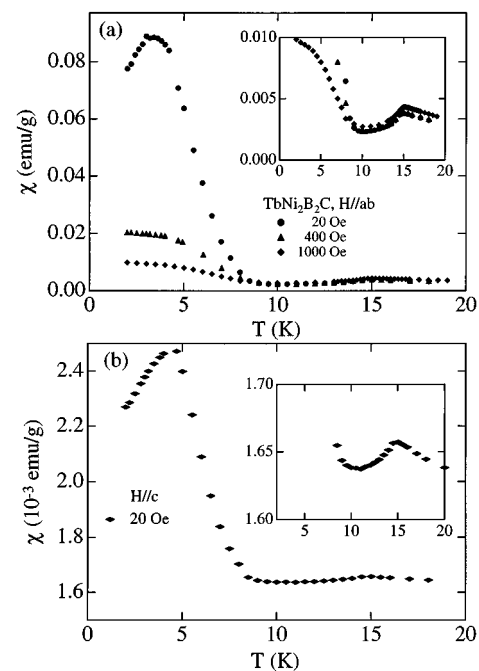 (a)
χ (emu/g)
0.08
0.06
0.04
0.02
0.00
0.010
0.005
0.000
0 5 10 15 20
TbNi₂B₂C, H//ab
● 20 Oe
▲ 400 Oe
◆ 1000 Oe
0 5 10 15 20
T (K)
(b)
χ (10⁻³ emu/g)
2.4
2.2
2.0
1.8
1.6
1.70
1.65
1.60
5 10 15 20
H//c
20 Oe
0 5 10 15 20
T (K)